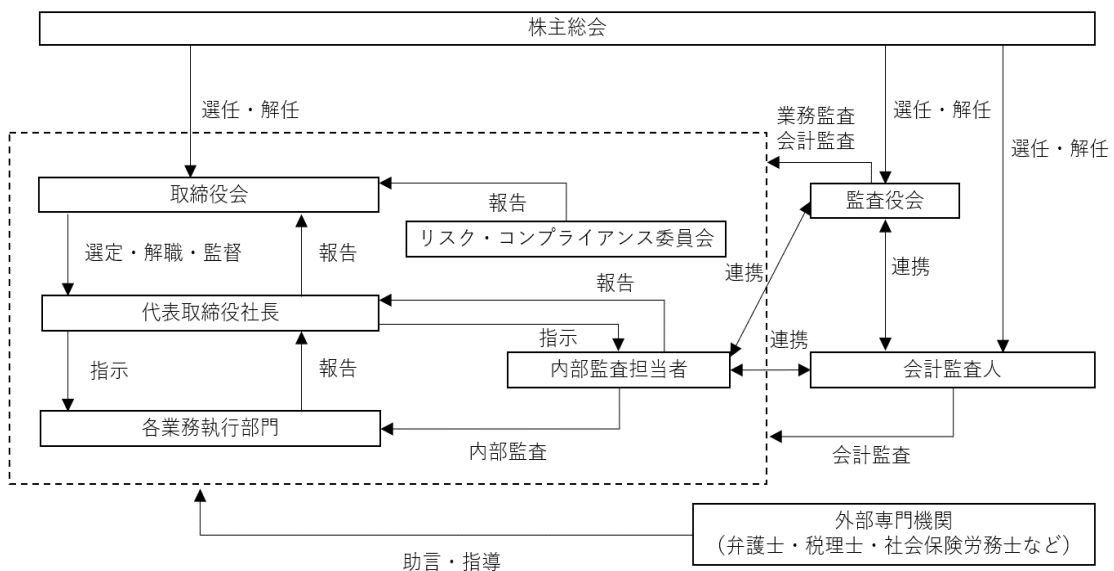 株主総会
選任・解任
業務監査
会計監査
選任・解任
選任・解任
取締役会
報告
監査役会
リスク・コンプライアンス委員会
選定・解職・監督
報告
連携
連携
報告
代表取締役社長
指示
連携
指示
報告
内部監査担当者
会計監査人
各業務執行部門
内部監査
会計監査
外部専門機関
（弁護士・税理士・社会保険労務士など）
助言・指導